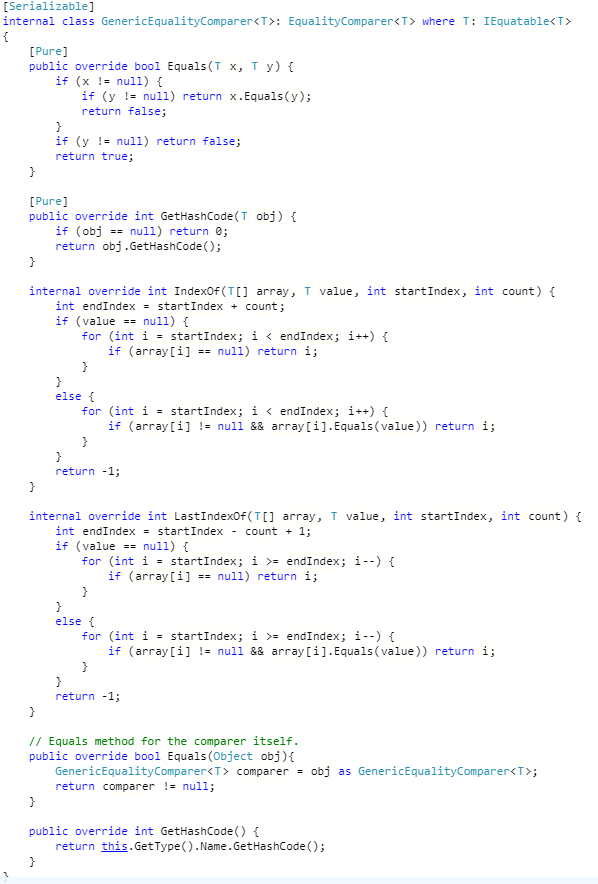 [Serializable]
internal class GenericEqualityComparer<T>: EqualityComparer<T> where T: IEquatable<T>
{
    [Pure]
    public override bool Equals(T x, T y) {
        if (x != null) {
            if (y != null) return x.Equals(y);
            return false;
        }
        if (y != null) return false;
        return true;
    }

    [Pure]
    public override int GetHashCode(T obj) {
        if (obj == null) return 0;
        return obj.GetHashCode();
    }

    internal override int IndexOf(T[] array, T value, int startIndex, int count) {
        int endIndex = startIndex + count;
        if (value == null) {
            for (int i = startIndex; i < endIndex; i++) {
                if (array[i] == null) return i;
            }
        }
        else {
            for (int i = startIndex; i < endIndex; i++) {
                if (array[i] != null && array[i].Equals(value)) return i;
            }
        }
        return -1;
    }

    internal override int LastIndexOf(T[] array, T value, int startIndex, int count) {
        int endIndex = startIndex - count + 1;
        if (value == null) {
            for (int i = startIndex; i >= endIndex; i--) {
                if (array[i] == null) return i;
            }
        }
        else {
            for (int i = startIndex; i >= endIndex; i--) {
                if (array[i] != null && array[i].Equals(value)) return i;
            }
        }
        return -1;
    }

    // Equals method for the comparer itself.
    public override bool Equals(Object obj){
        GenericEqualityComparer<T> comparer = obj as GenericEqualityComparer<T>;
        return comparer != null;
    }

    public override int GetHashCode() {
        return this.GetType().Name.GetHashCode();
    }
}